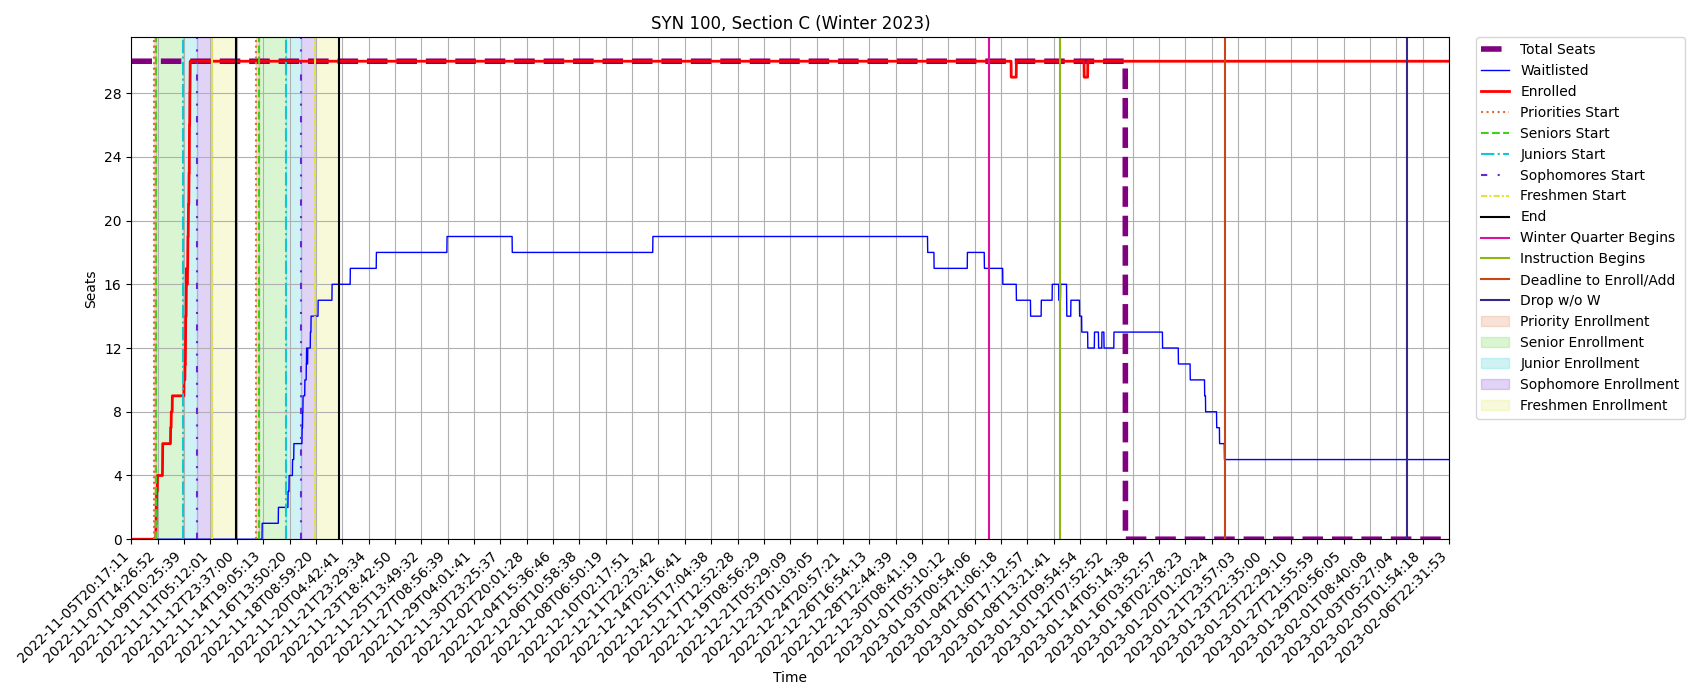 SYN 100, Section C (Winter 2023)
Seats
28
24
20
16
12
8
4
0
2022-11-05T20:17:11
2022-11-07T14:26:52
2022-11-09T10:25:39
2022-11-11T05:12:01
2022-11-12T23:37:00
2022-11-14T19:05:13
2022-11-16T13:50:20
2022-11-18T08:59:20
2022-11-20T04:42:41
2022-11-21T23:29:34
2022-11-23T18:42:50
2022-11-25T13:49:32
2022-11-27T08:56:39
2022-11-29T04:01:41
2022-11-30T23:25:37
2022-12-02T20:01:28
2022-12-04T15:36:46
2022-12-06T10:58:38
2022-12-08T06:50:19
2022-12-10T02:17:51
2022-12-11T22:23:42
2022-12-14T02:16:41
2022-12-15T17:04:38
2022-12-17T12:52:28
2022-12-19T08:56:29
2022-12-21T05:29:09
2022-12-23T01:03:05
2022-12-24T20:57:21
2022-12-26T16:54:13
2022-12-28T12:44:39
2022-12-30T08:41:19
2023-01-01T05:10:12
2023-01-03T00:54:06
2023-01-04T21:06:18
2023-01-06T17:12:57
2023-01-08T13:21:41
2023-01-10T09:54:54
2023-01-12T07:52:52
2023-01-14T05:14:38
2023-01-16T03:52:57
2023-01-18T02:28:23
2023-01-20T01:20:24
2023-01-21T23:57:03
2023-01-23T22:35:00
2023-01-25T22:29:10
2023-01-27T21:55:59
2023-01-29T20:56:05
2023-02-01T08:40:08
2023-02-03T05:27:04
2023-02-05T01:54:18
2023-02-06T22:31:53
Time
Total Seats
Waitlisted
Enrolled
Priorities Start
Seniors Start
Juniors Start
Sophomores Start
Freshmen Start
End
Winter Quarter Begins
Instruction Begins
Deadline to Enroll/Add
Drop w/o W
Priority Enrollment
Senior Enrollment
Junior Enrollment
Sophomore Enrollment
Freshmen Enrollment